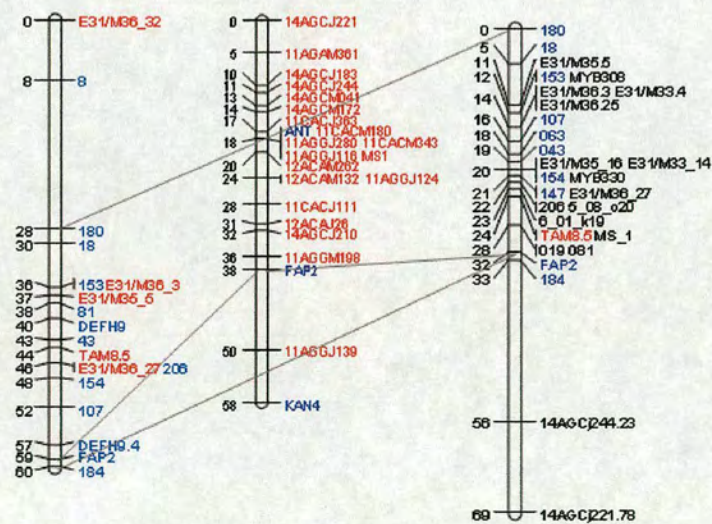 0 E31/M36_32
8 8
28 180
30 18
36 153 E31/M36_3
37 E31/M35_5
38 81
40 DEFH9
43 43
44 TAM8.5
46 E31/M36_27 206
48 154
52 107
57 DEFH9.4
59 FAP2
60 184
0 14AGCJ221
5 11AGAM361
10 14AGCJ183
11 14AGCJ244
13 14AGCM041
14 14AGCM172
17 11CACJ363
ANT 11CACM180
18 11AGGJ280 11CACM343
11AGGJ116 MS1
20 12ACAM262
24 12ACAM132 11AGGJ124
28 11CACJ111
31 12ACAJ26
32 14AGCJ210
36 11AGGM198
38 FAP2
50 11AGGJ139
58 KAN4
0 180
5 18
11 E31/M35.5
12 153 MYB308
E31/M36.3 E31/M33.4
14 E31/M36.25
16 107
18 063
19 043
E31/M35_16 E31/M33_14
20 154 MYB330
21 147 E31/M36_27
22 206 5_08_o20
23 6_01_k19
24 TAM8.5 MS_1
28 019 081
32 FAP2
33 184
56 14AGCJ244.23
69 14AGCJ221.78